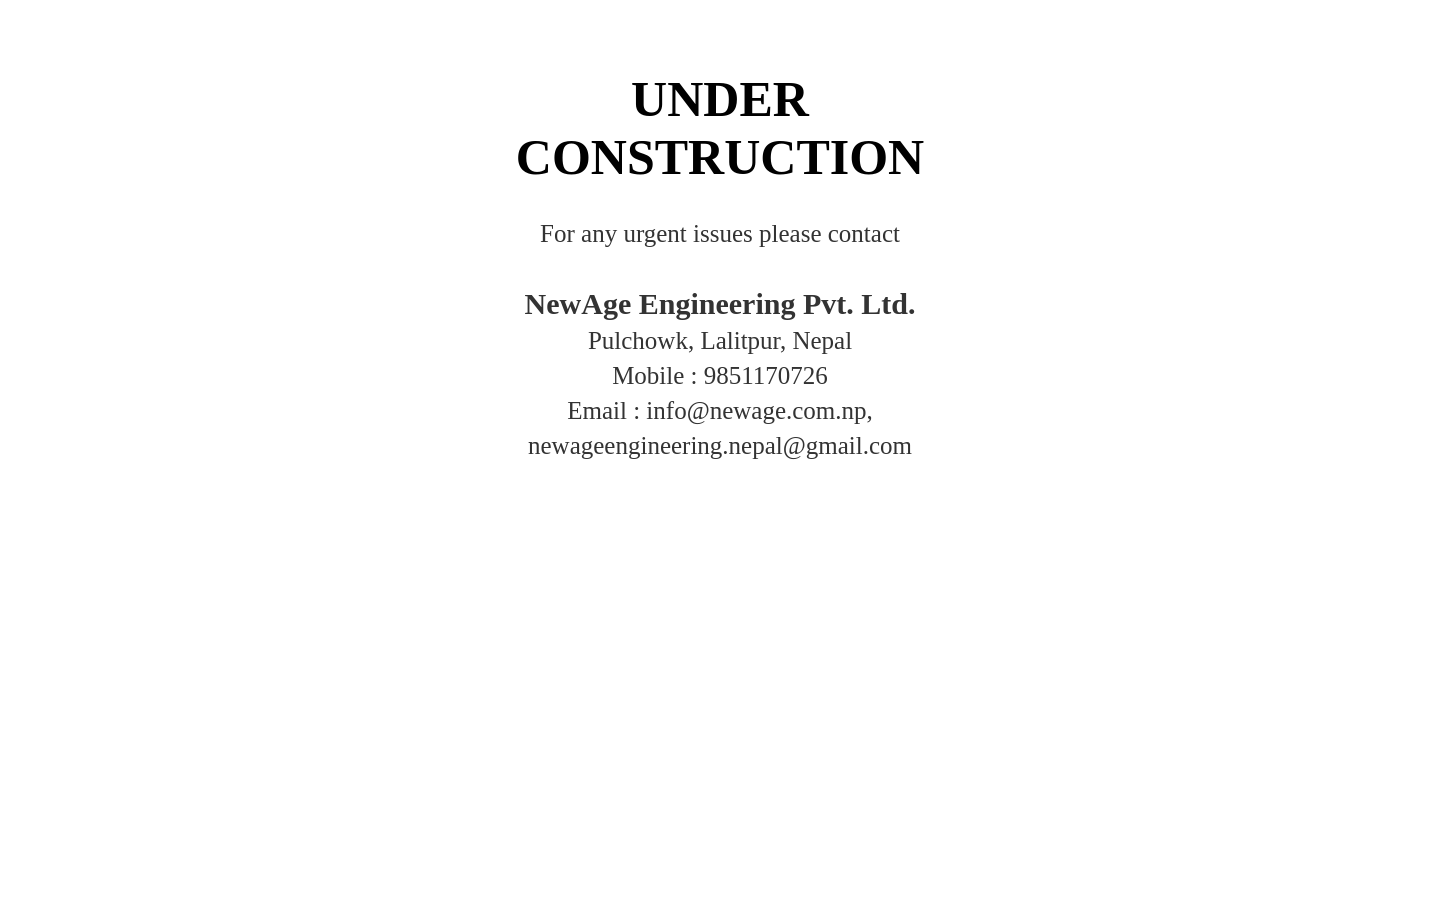 UNDER
CONSTRUCTION
For any urgent issues please contact
NewAge Engineering Pvt. Ltd.
Pulchowk, Lalitpur, Nepal
Mobile : 9851170726
Email : info@newage.com.np,
newageengineering.nepal@gmail.com